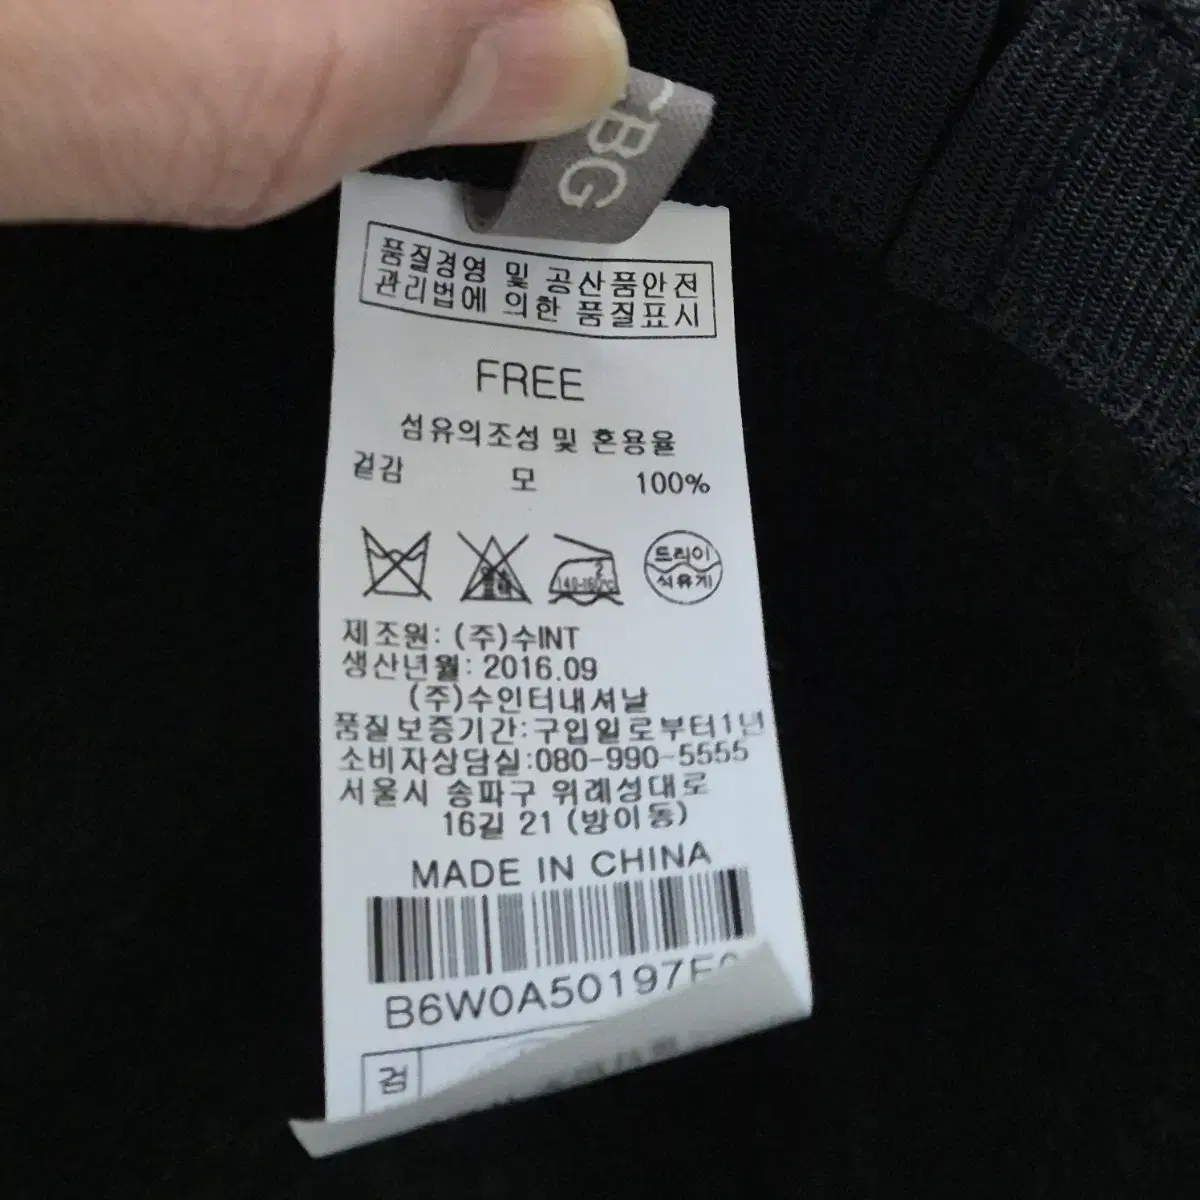 CBG
품질경영 및 공산품안전
관리법에 의한 품질표시
FREE
섬유의조성 및 혼용율
겉감 모 100%
2
140-160℃
드라이
석유계
제조원: (주)수INT
생산년월: 2016.09
(주)수인터내셔날
품질보증기간:구입일로부터1년
소비자상담실:080-990-5555
서울시 송파구 위례성대로
16길 21 (방이동)
MADE IN CHINA
B6W0A50197F
검